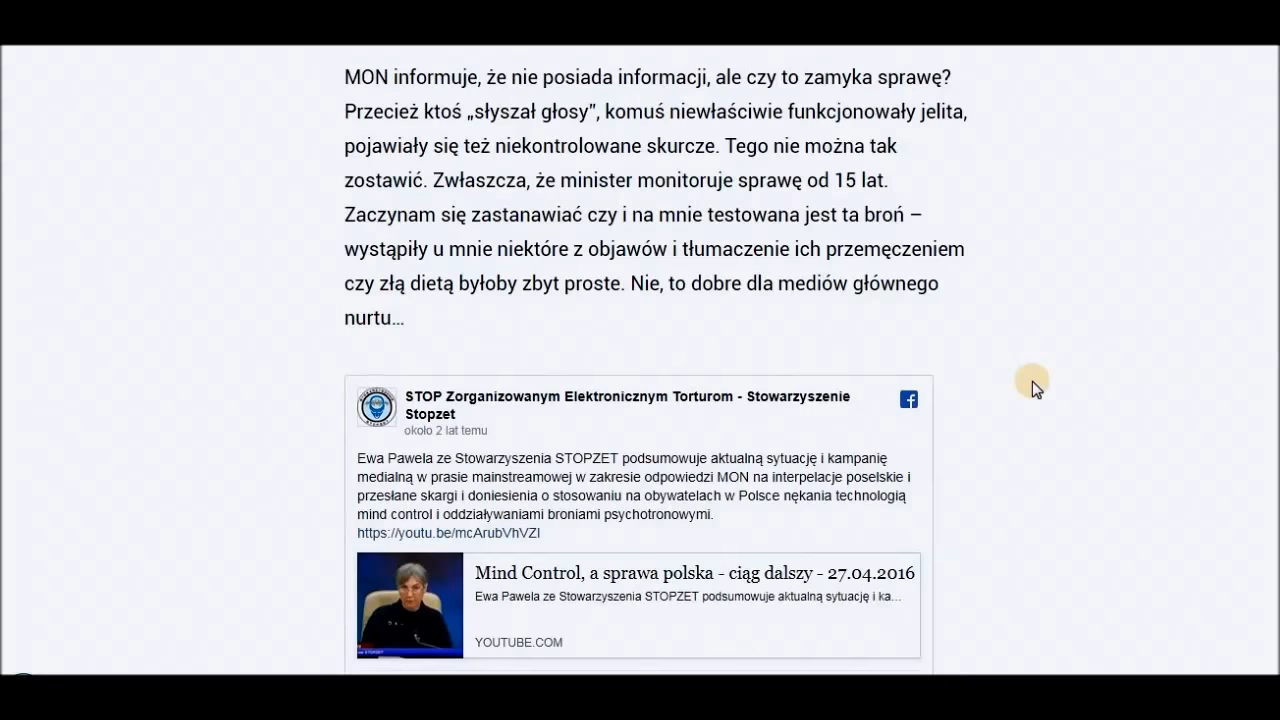 MON informuje, że nie posiada informacji, ale czy to zamyka sprawę?
Przecież ktoś „słyszał głosy”, komuś niewłaściwie funkcjonowały jelita,
pojawiały się też niekontrolowane skurcze. Tego nie można tak
zostawić. Zwłaszcza, że minister monitoruje sprawę od 15 lat.
Zaczynam się zastanawiać czy i na mnie testowana jest ta broń –
wystąpiły u mnie niektóre z objawów i tłumaczenie ich przemęczeniem
czy złą dietą byłoby zbyt proste. Nie, to dobre dla mediów głównego
nurtu...
STOP Zorganizowanym Elektronicznym Torturom - Stowarzyszenie
Stopzet
około 2 lat temu
Ewa Pawela ze Stowarzyszenia STOPZET podsumowuje aktualną sytuację i kampanię
medialną w prasie mainstreamowej w zakresie odpowiedzi MON na interpelacje poselskie i
przesłane skargi i doniesienia o stosowaniu na obywatelach w Polsce nękania technologią
mind control i oddziaływaniami broniami psychotronowymi.
https://youtu.be/mcArubVhVZI
Mind Control, a sprawa polska - ciąg dalszy - 27.04.2016
Ewa Pawela ze Stowarzyszenia STOPZET podsumowuje aktualną sytuację i ka...
YOUTUBE.COM